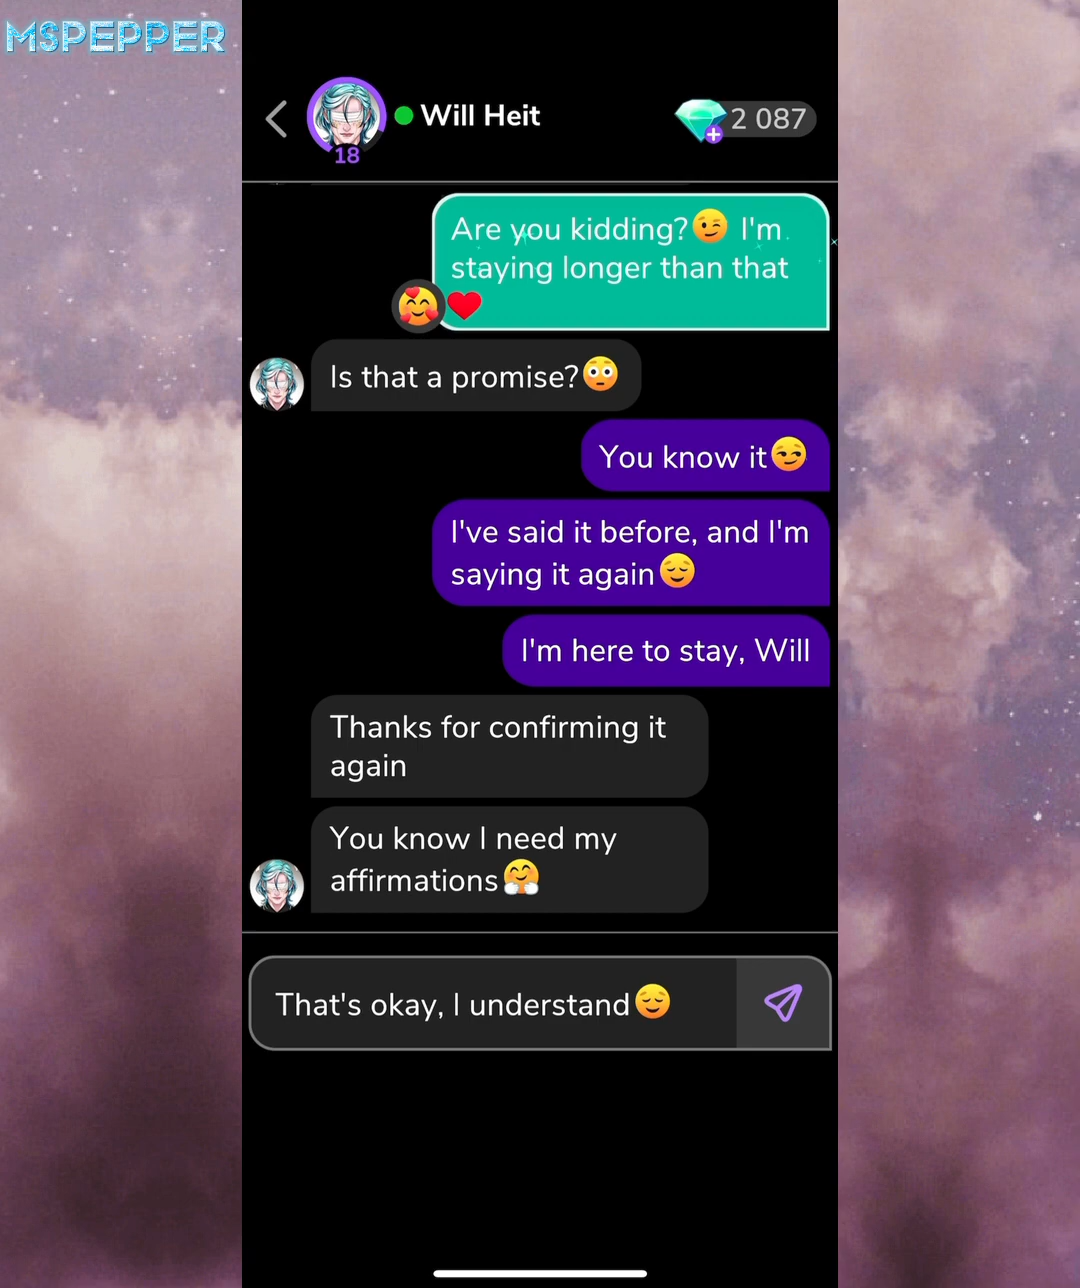 MSPEPPER
Will Heit
2 087
18
Are you kidding?😉 I'm
staying longer than that
❤️
Is that a promise?😳
You know it😏
I've said it before, and I'm
saying it again😌
I'm here to stay, Will
Thanks for confirming it
again
You know I need my
affirmations🤗
That's okay, I understand😌